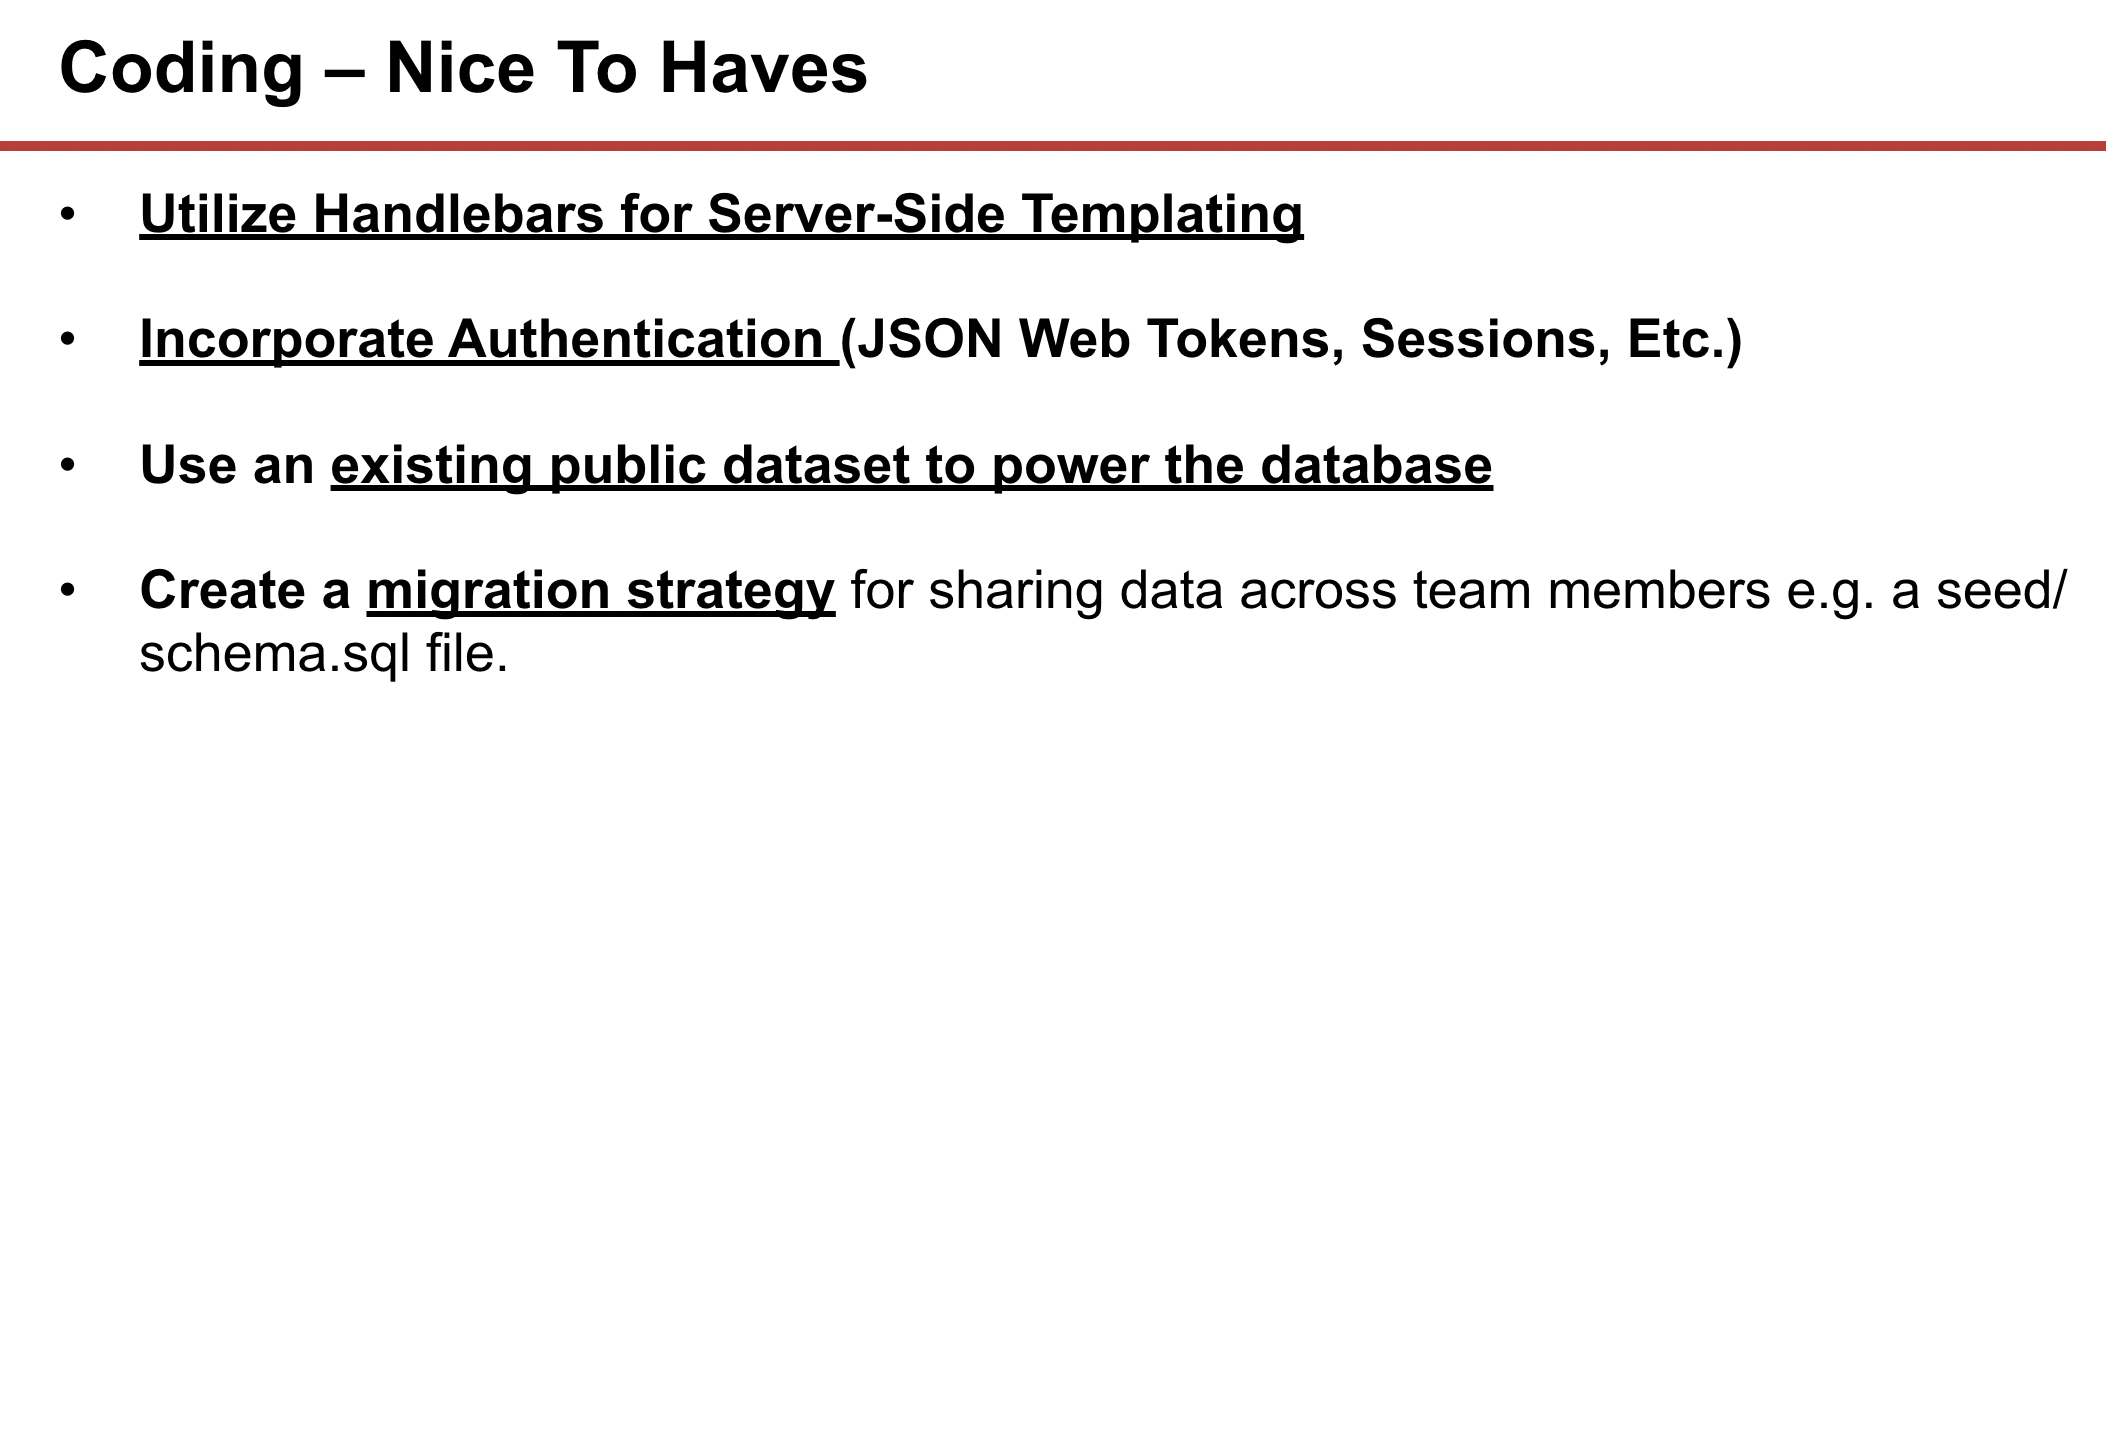 Coding – Nice To Haves
• Utilize Handlebars for Server-Side Templating
• Incorporate Authentication (JSON Web Tokens, Sessions, Etc.)
• Use an existing public dataset to power the database
• Create a migration strategy for sharing data across team members e.g. a seed/
schema.sql file.